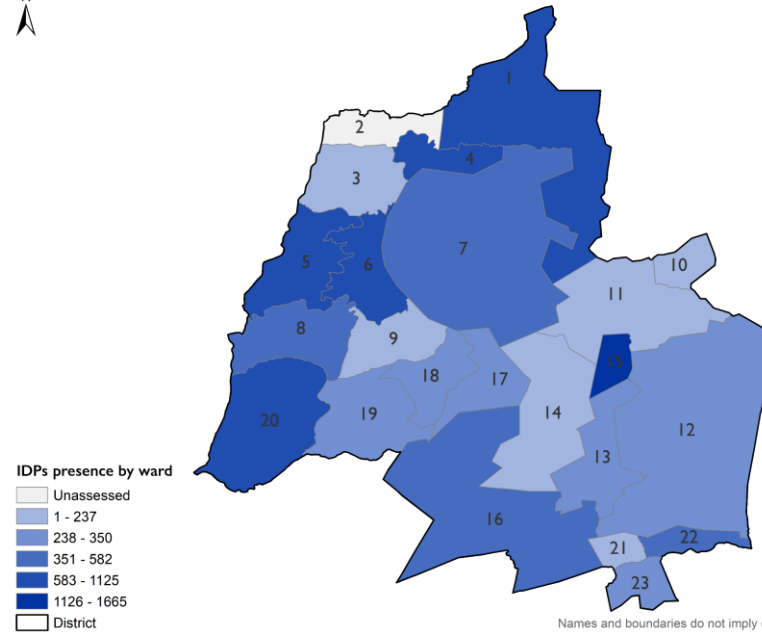 1
2
4
3
7
5
6
10
11
8
9
15
18
17
12
14
19
20
13
IDPs presence by ward
Unassessed
1 - 237
16
238 - 350
22
351 - 582
21
583 - 1125
23
1126 - 1665
District
Names and boundaries do not imply